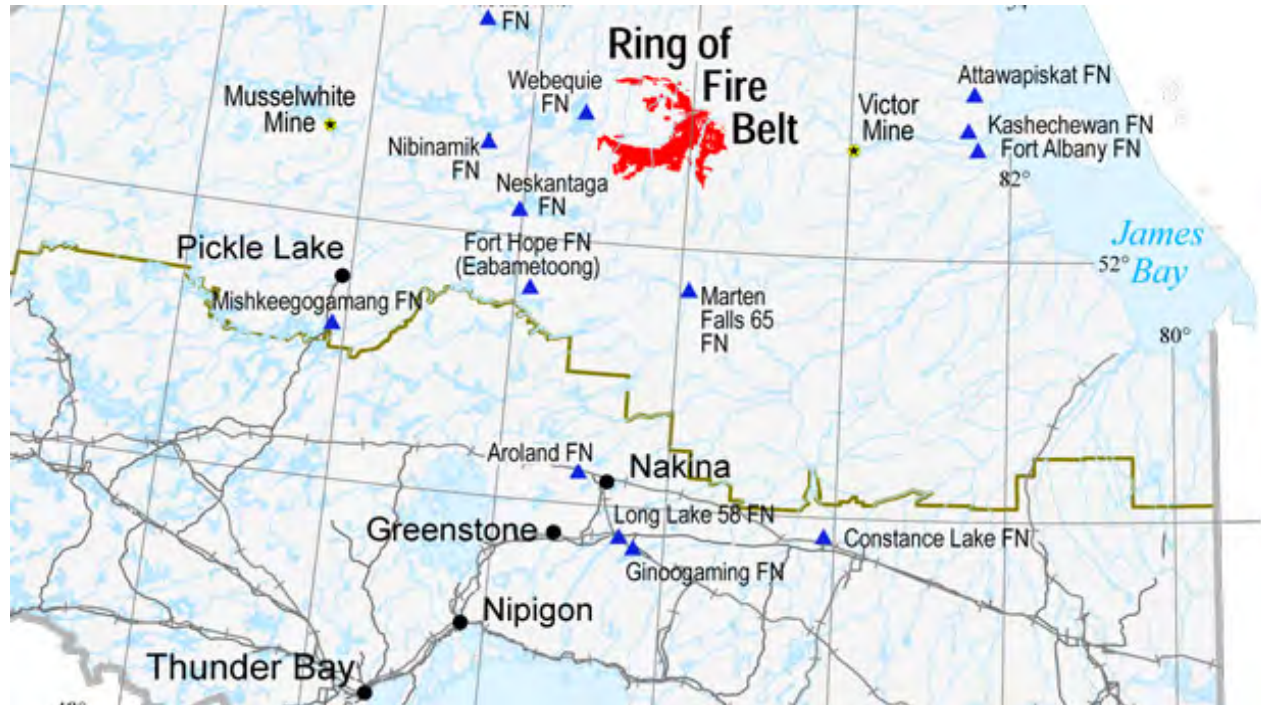 FN
54°
Ring of
Fire
Belt
Webequie
FN
Attawapiskat FN
Musselwhite
Mine
Victor
Mine
Kashechewan FN
Fort Albany FN
Nibinamik
FN
82°
Neskantaga
FN
Pickle Lake
Fort Hope FN
(Eabametoong)
James
Bay
52°
Mishkeegogamang FN
Marten
Falls 65
FN
80°
Aroland FN
Nakina
Long Lake 58 FN
Greenstone
Constance Lake FN
Ginoogaming FN
Nipigon
Thunder Bay